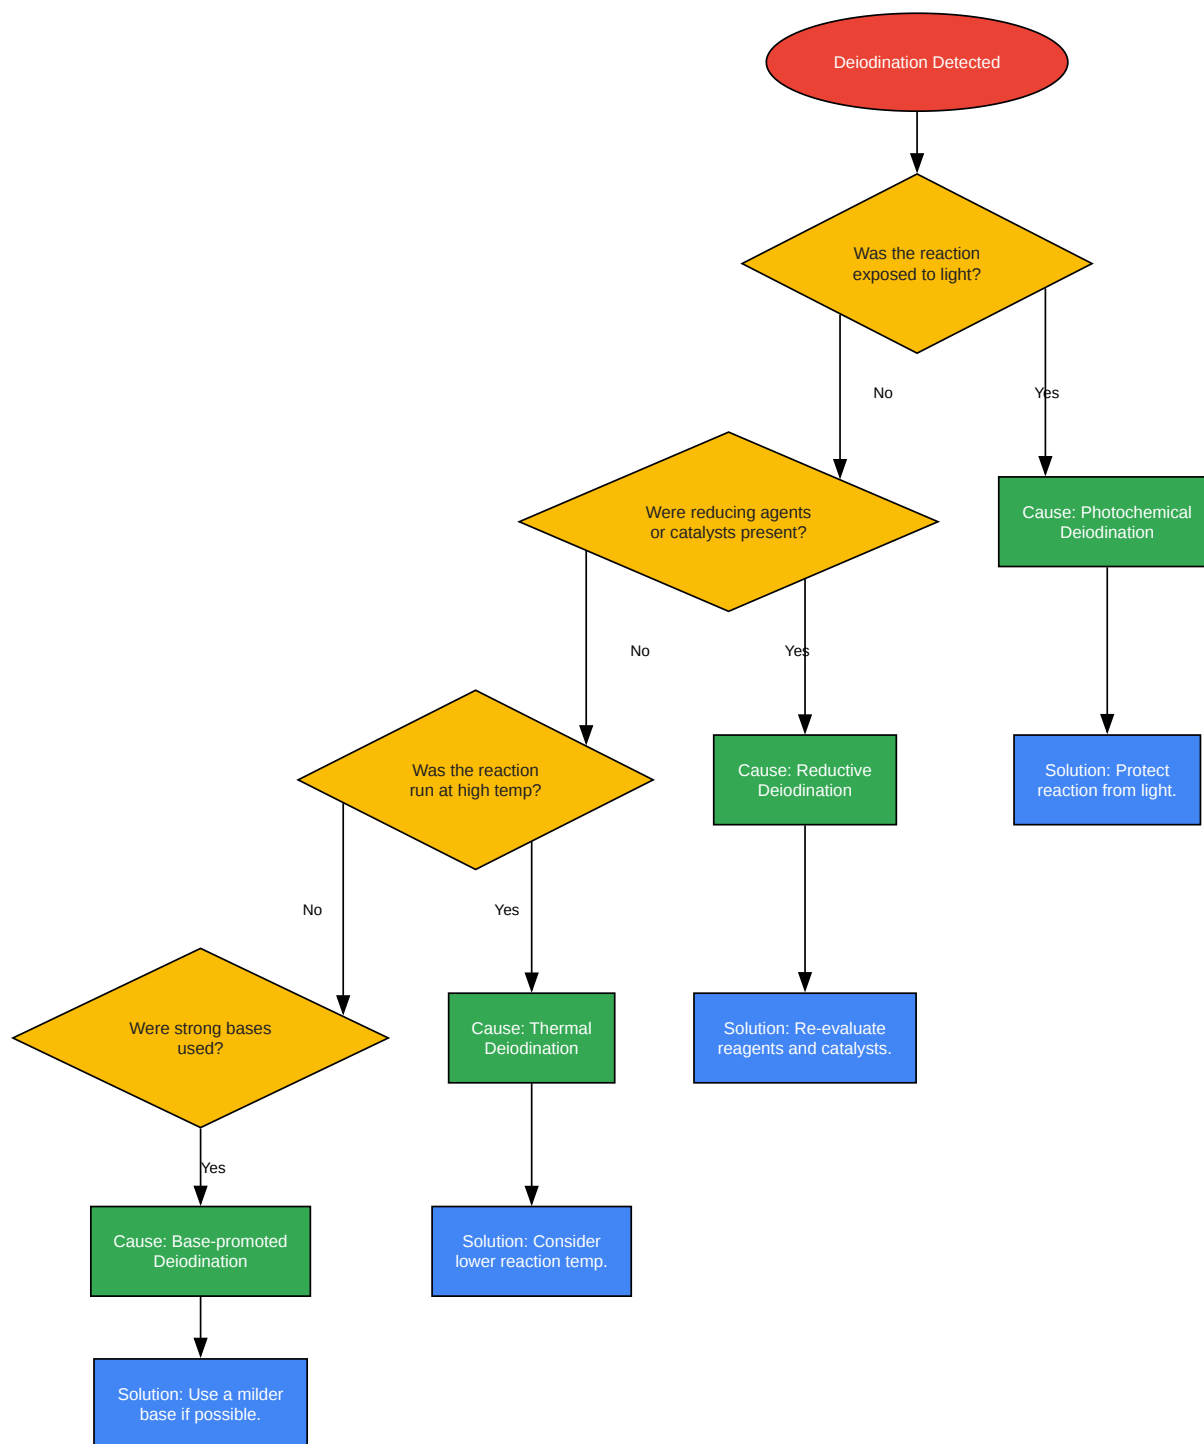 Deiodination Detected
Was the reaction
exposed to light?
No
Yes
Were reducing agents
or catalysts present?
Cause: Photochemical
Deiodination
No
Yes
Was the reaction
run at high temp?
Cause: Reductive
Deiodination
Solution: Protect
reaction from light.
No
Yes
Were strong bases
used?
Cause: Thermal
Deiodination
Solution: Re-evaluate
reagents and catalysts.
Yes
Cause: Base-promoted
Deiodination
Solution: Consider
lower reaction temp.
Solution: Use a milder
base if possible.